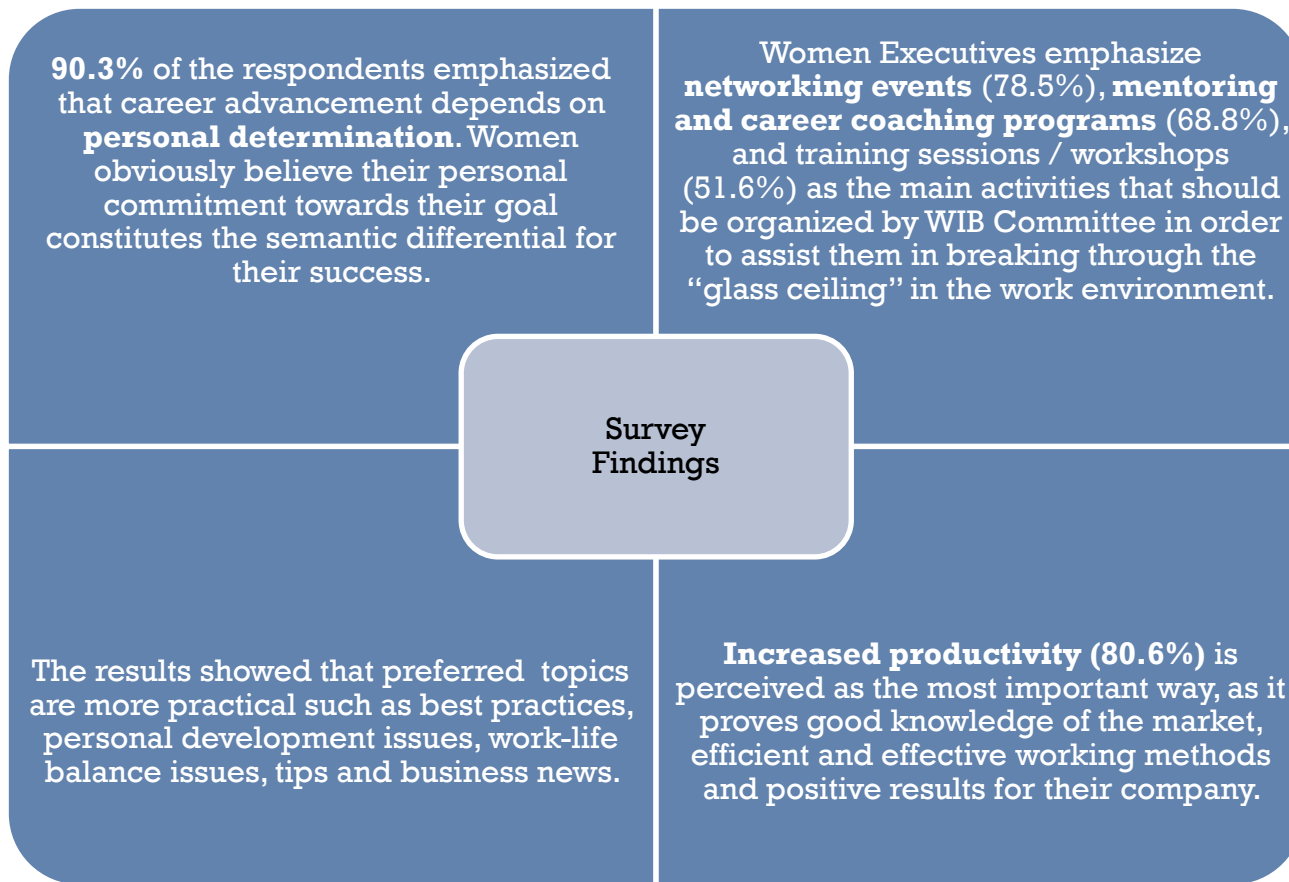 90.3% of the respondents emphasized
that career advancement depends on
personal determination. Women
obviously believe their personal
commitment towards their goal
constitutes the semantic differential for
their success.
Women Executives emphasize
networking events (78.5%), mentoring
and career coaching programs (68.8%),
and training sessions / workshops
(51.6%) as the main activities that should
be organized by WIB Committee in order
to assist them in breaking through the
“glass ceiling” in the work environment.
Survey
Findings
The results showed that preferred  topics
are more practical such as best practices,
personal development issues, work-life
balance issues, tips and business news.
Increased productivity (80.6%) is
perceived as the most important way, as it
proves good knowledge of the market,
efficient and effective working methods
and positive results for their company.